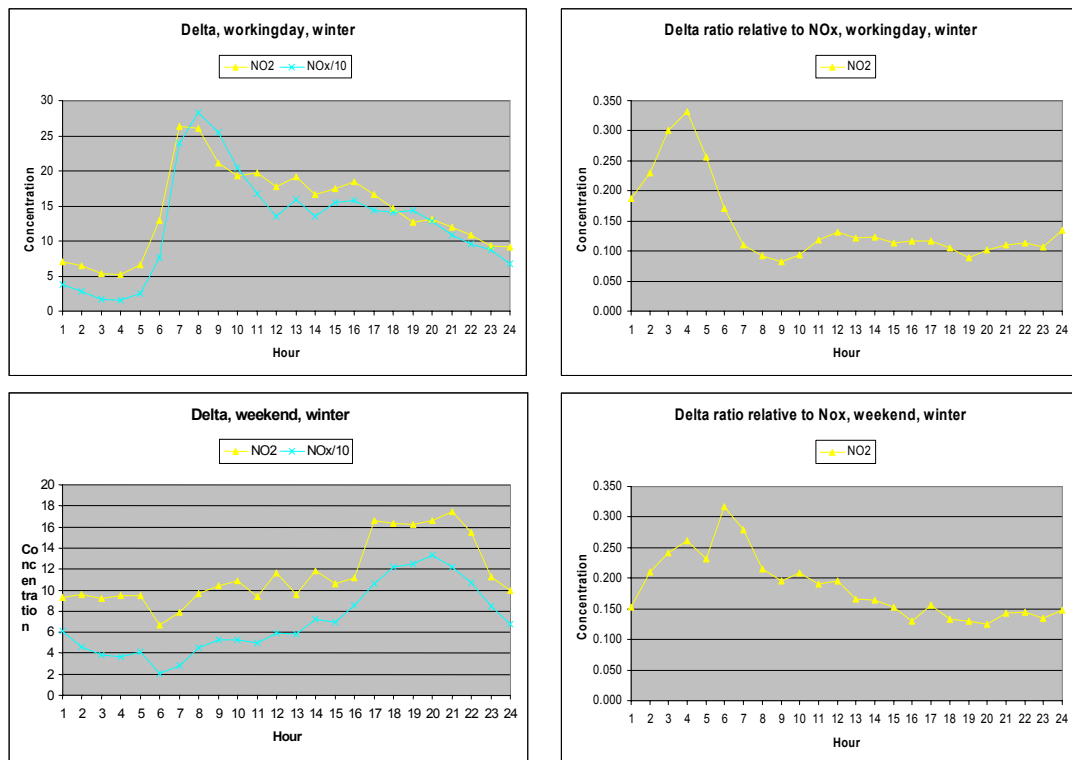 Delta, workingday, winter
NO2 NOx/10
30
25
20
15
10
5
0
Concentration
1 2 3 4 5 6 7 8 9 10 11 12 13 14 15 16 17 18 19 20 21 22 23 24
Hour
Delta ratio relative to NOx, workingday, winter
NO2
0.350
0.300
0.250
0.200
0.150
0.100
0.050
0.000
Concentration
1 2 3 4 5 6 7 8 9 10 11 12 13 14 15 16 17 18 19 20 21 22 23 24
Hour
Delta, weekend, winter
NO2 NOx/10
20
18
16
14
12
10
8
6
4
2
0
Co
nc
en
tra
tio
n
1 2 3 4 5 6 7 8 9 10 11 12 13 14 15 16 17 18 19 20 21 22 23 24
Hour
Delta ratio relative to Nox, weekend, winter
NO2
0.350
0.300
0.250
0.200
0.150
0.100
0.050
0.000
Concentration
1 2 3 4 5 6 7 8 9 10 11 12 13 14 15 16 17 18 19 20 21 22 23 24
Hour